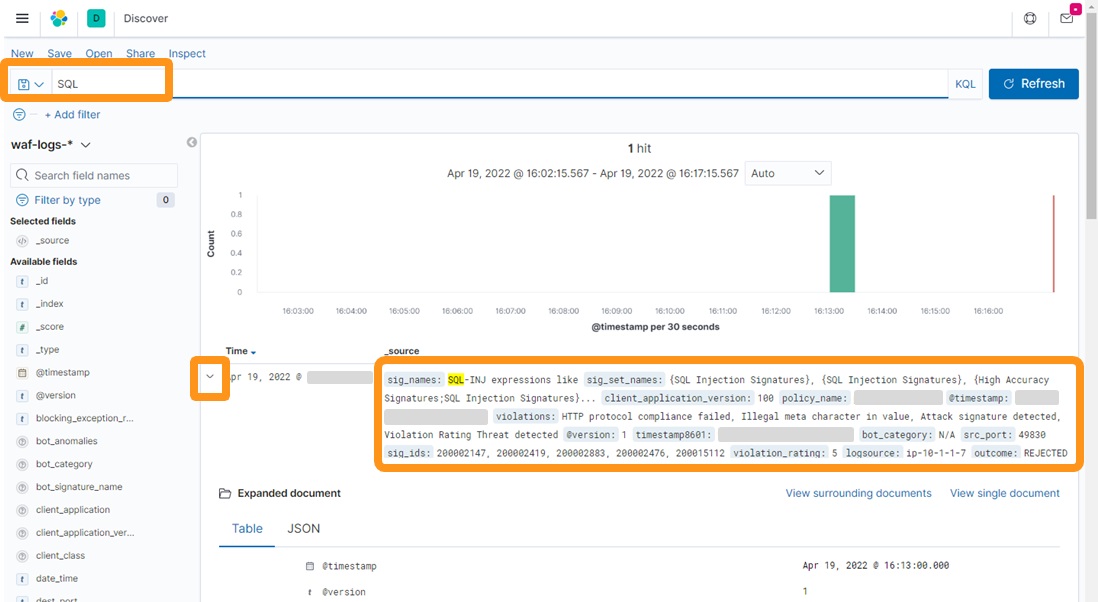 D Discover
New Save Open Share Inspect
SQL KQL Refresh
+ Add filter
waf-logs-*
Search field names
Filter by type 0
Selected fields
_source
Available fields
_id
_index
_score
_type
@timestamp
@version
blocking_exception_r...
bot_anomalies
bot_category
bot_signature_name
client_application
client_application_ver...
client_class
date_time
dest_port
1 hit
Apr 19, 2022 @ 16:02:15.567 - Apr 19, 2022 @ 16:17:15.567 Auto
Count
1
0.8
0.6
0.4
0.2
0
16:03:00 16:04:00 16:05:00 16:06:00 16:07:00 16:08:00 16:09:00 16:10:00 16:11:00 16:12:00 16:13:00 16:14:00 16:15:00 16:16:00
@timestamp per 30 seconds
Time _source
Apr 19, 2022 @
sig_names: SQL-INJ expressions like sig_set_names: {SQL Injection Signatures}, {SQL Injection Signatures}, {High Accuracy
Signatures;SQL Injection Signatures}... client_application_version: 100 policy_name: @timestamp:
violations: HTTP protocol compliance failed, Illegal meta character in value, Attack signature detected,
Violation Rating Threat detected @version: 1 timestamp8601: bot_category: N/A src_port: 49830
sig_ids: 200002147, 200002419, 200002883, 200002476, 200015112 violation_rating: 5 logsource: ip-10-1-1-7 outcome: REJECTED
Expanded document View surrounding documents View single document
Table JSON
@timestamp Apr 19, 2022 @ 16:13:00.000
t @version 1